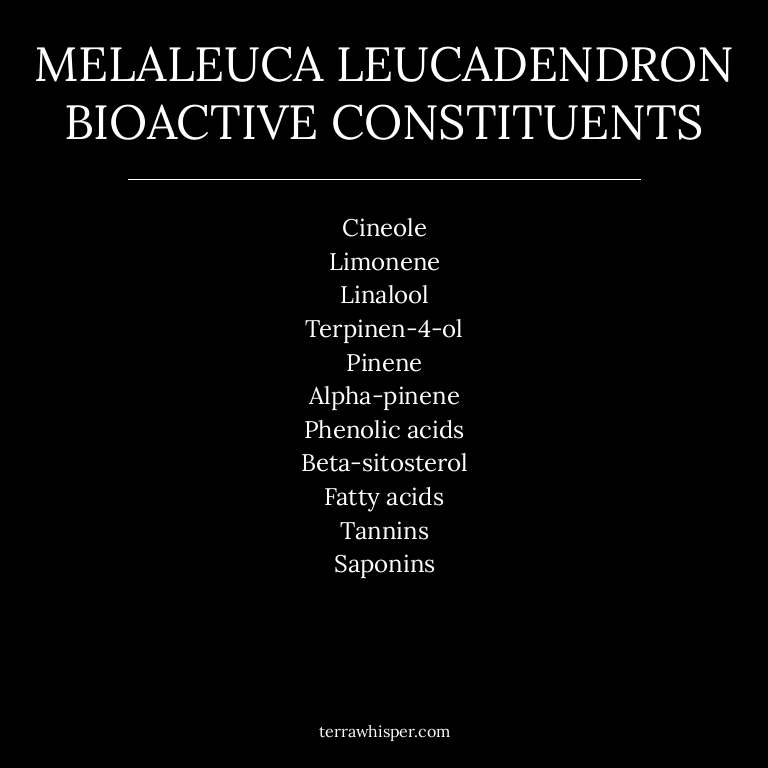 MELALEUCA LEUCADENDRON
BIOACTIVE CONSTITUENTS
Cineole
Limonene
Linalool
Terpinen-4-ol
Pinene
Alpha-pinene
Phenolic acids
Beta-sitosterol
Fatty acids
Tannins
Saponins
terrawhisper.com